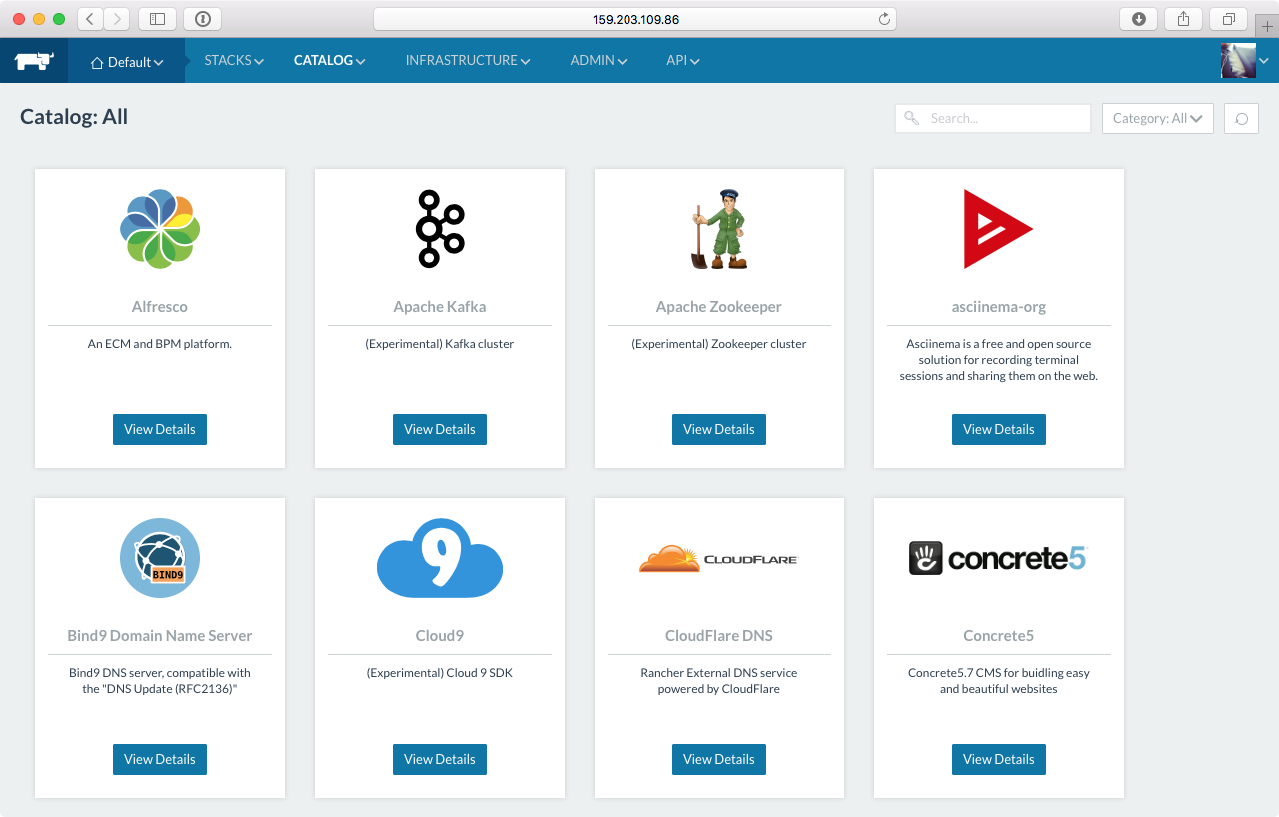 159.203.109.86
Default STACKS CATALOG INFRASTRUCTURE ADMIN API
Catalog: All
Search...
Category: All
Alfresco
An ECM and BPM platform.
View Details
Apache Kafka
(Experimental) Kafka cluster
View Details
Apache Zookeeper
(Experimental) Zookeeper cluster
View Details
asciinema-org
Asciinema is a free and open source
solution for recording terminal
sessions and sharing them on the web.
View Details
BIND9
Bind9 Domain Name Server
Bind9 DNS server, compatible with
the "DNS Update (RFC2136)"
View Details
9
Cloud9
(Experimental) Cloud 9 SDK
View Details
CLOUDFLARE
CloudFlare DNS
Rancher External DNS service
powered by CloudFlare
View Details
concrete5
Concrete5
Concrete5.7 CMS for buidling easy
and beautiful websites
View Details